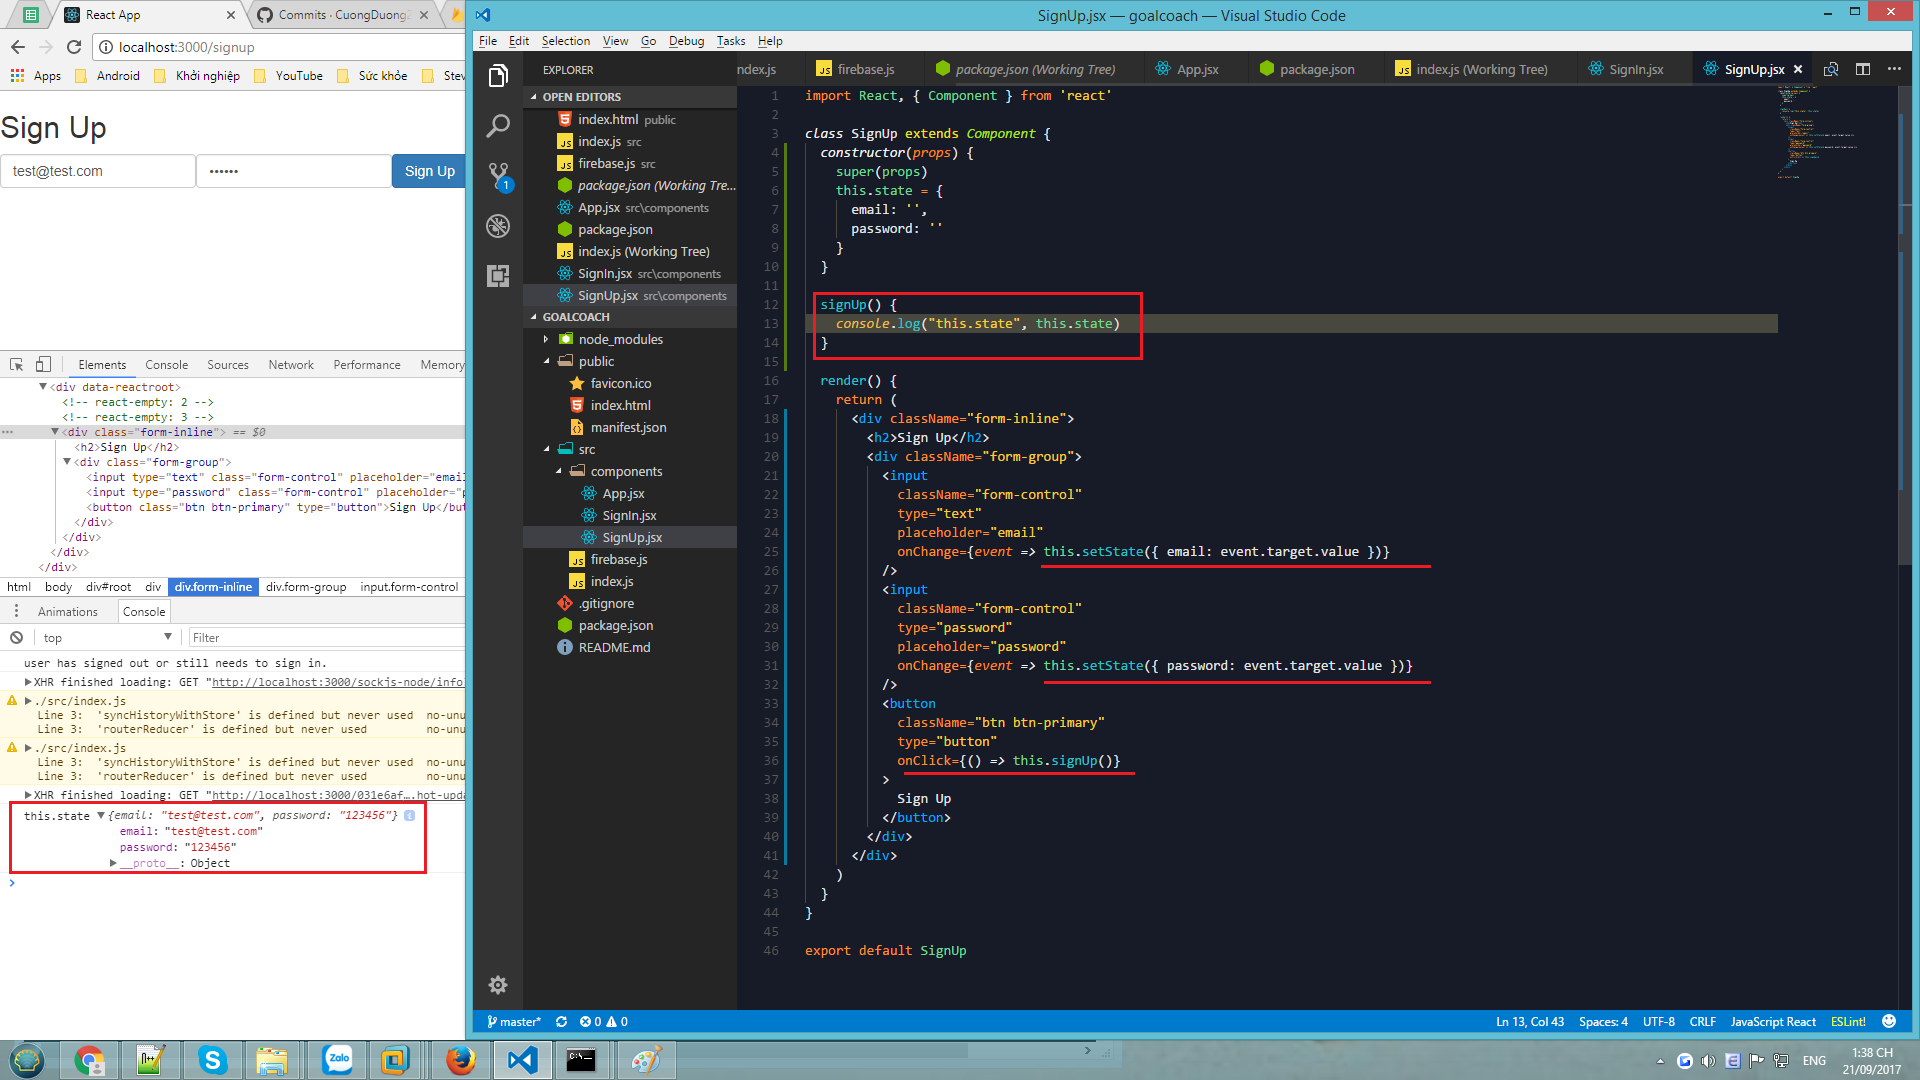 React App
Commits · CuongDuong
localhost:3000/signup
Apps Android Khởi nghiệp YouTube Sức khỏe Stev
Sign Up
test@test.com •••••• Sign Up
Elements Console Sources Network Performance Memory
<div data-reactroot>
<!-- react-empty: 2 -->
<!-- react-empty: 3 -->
<div class="form-inline"> == $0
<h2>Sign Up</h2>
<div class="form-group">
<input type="text" class="form-control" placeholder="email
<input type="password" class="form-control" placeholder="p
<button class="btn btn-primary" type="button">Sign Up</but
</div>
</div>
</div>
</div>
html body div#root div div.form-inline div.form-group input.form-control
Animations Console
top Filter
user has signed out or still needs to sign in.
XHR finished loading: GET "http://localhost:3000/sockjs-node/info
./src/index.js
Line 3: 'syncHistoryWithStore' is defined but never used no-unu
Line 3: 'routerReducer' is defined but never used no-unu
./src/index.js
Line 3: 'syncHistoryWithStore' is defined but never used no-unu
Line 3: 'routerReducer' is defined but never used no-unu
XHR finished loading: GET "http://localhost:3000/031e6af….hot-upda
this.state {email: "test@test.com", password: "123456"}
email: "test@test.com"
password: "123456"
__proto__: Object
>
SignUp.jsx — goalcoach — Visual Studio Code
File Edit Selection View Go Debug Tasks Help
EXPLORER
OPEN EDITORS
index.html public
index.js src
firebase.js src
package.json (Working Tre...
App.jsx src\components
package.json
index.js (Working Tree)
SignIn.jsx src\components
SignUp.jsx src\components
GOALCOACH
node_modules
public
favicon.ico
index.html
manifest.json
src
components
App.jsx
SignIn.jsx
SignUp.jsx
firebase.js
index.js
.gitignore
package.json
README.md
1
ndex.js firebase.js package.json (Working Tree) App.jsx package.json index.js (Working Tree) SignIn.jsx SignUp.jsx
1 import React, { Component } from 'react'
2
3 class SignUp extends Component {
4 constructor(props) {
5 super(props)
6 this.state = {
7 email: '',
8 password: ''
9 }
10 }
11
12 signUp() {
13 console.log("this.state", this.state)
14 }
15
16 render() {
17 return (
18 <div className="form-inline">
19 <h2>Sign Up</h2>
20 <div className="form-group">
21 <input
22 className="form-control"
23 type="text"
24 placeholder="email"
25 onChange={event => this.setState({ email: event.target.value })}
26 />
27 <input
28 className="form-control"
29 type="password"
30 placeholder="password"
31 onChange={event => this.setState({ password: event.target.value })}
32 />
33 <button
34 className="btn btn-primary"
35 type="button"
36 onClick={() => this.signUp()}
37 >
38 Sign Up
39 </button>
40 </div>
41 </div>
42 )
43 }
44 }
45
46 export default SignUp
master* 0 0 Ln 13, Col 43 Spaces: 4 UTF-8 CRLF JavaScript React ESLint!
Zalo
ENG
1:38 CH
21/09/2017